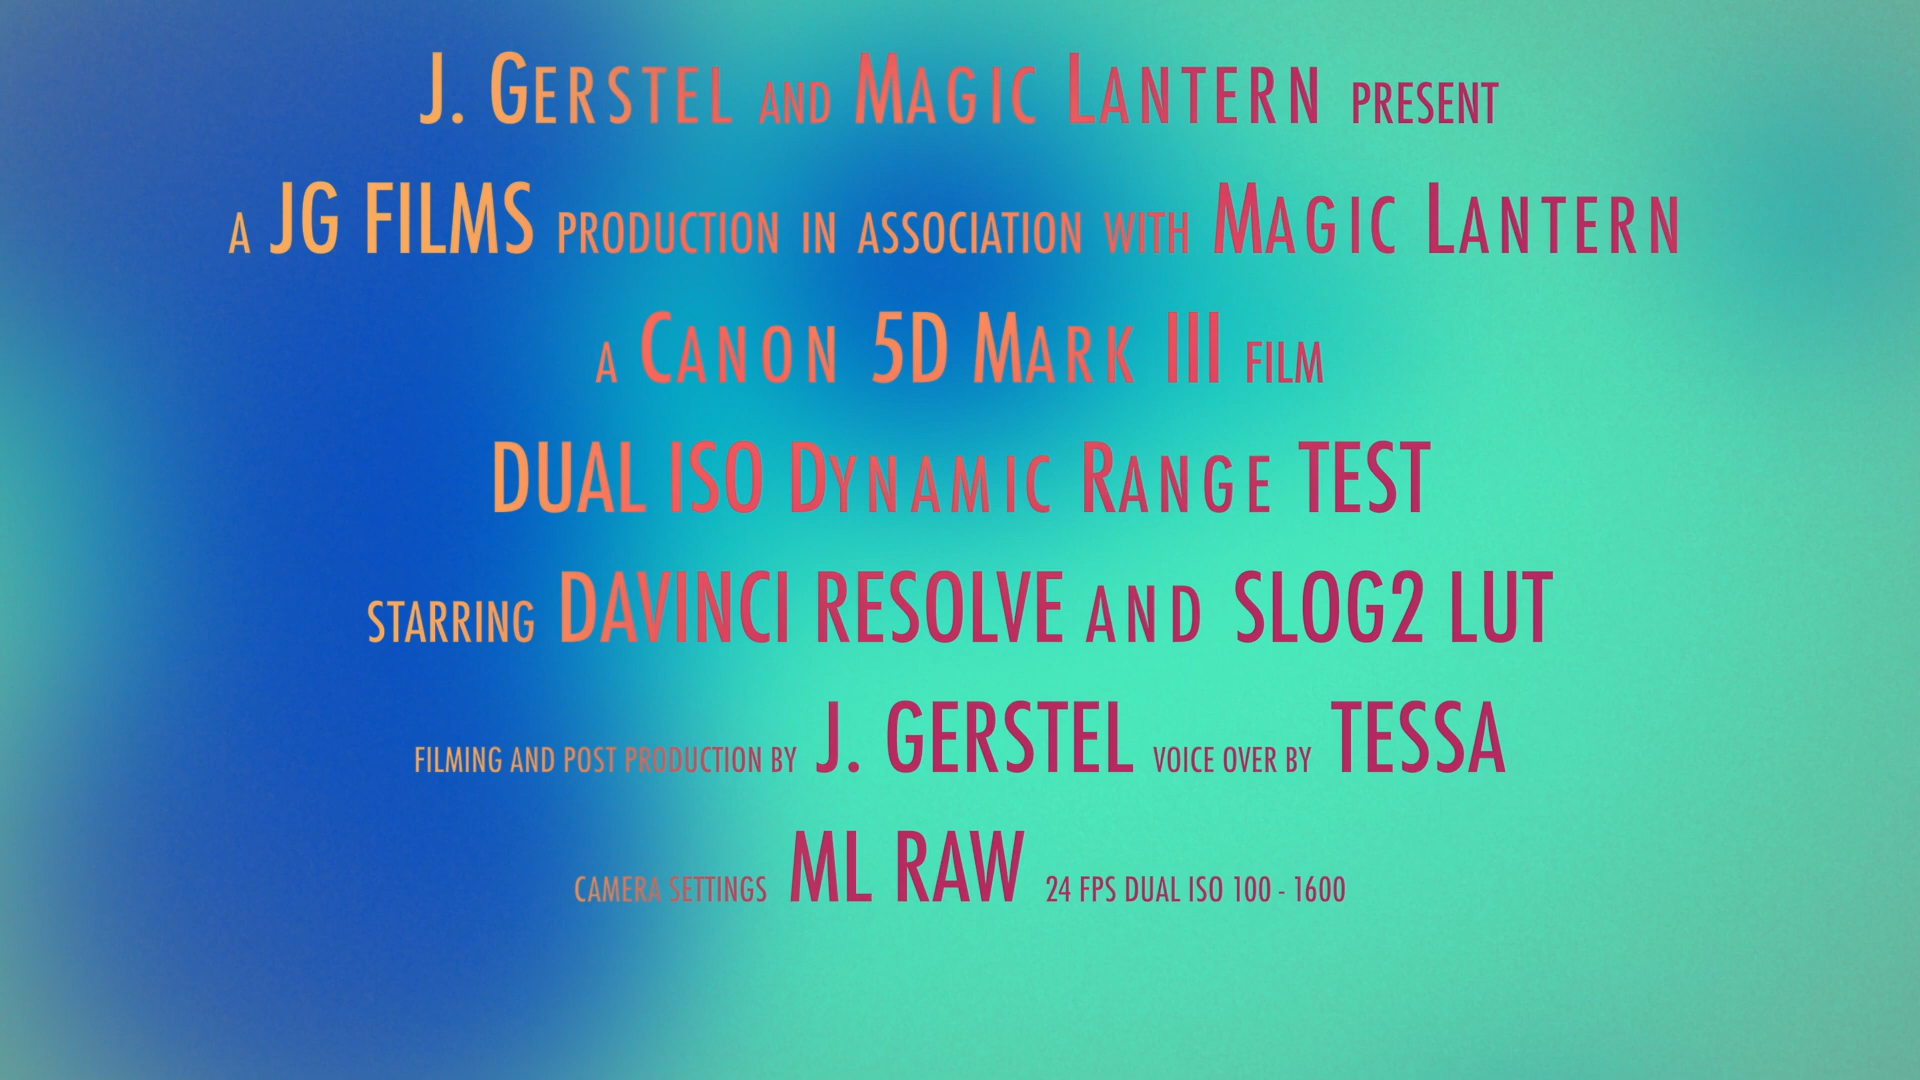 J. GERSTEL AND MAGIC LANTERN PRESENT
A JG FILMS PRODUCTION IN ASSOCIATION WITH MAGIC LANTERN
A CANON 5D MARK III FILM
DUAL ISO DYNAMIC RANGE TEST
STARRING DAVINCI RESOLVE AND SLOG2 LUT
FILMING AND POST PRODUCTION BY J. GERSTEL VOICE OVER BY TESSA
CAMERA SETTINGS ML RAW 24 FPS DUAL ISO 100 - 1600